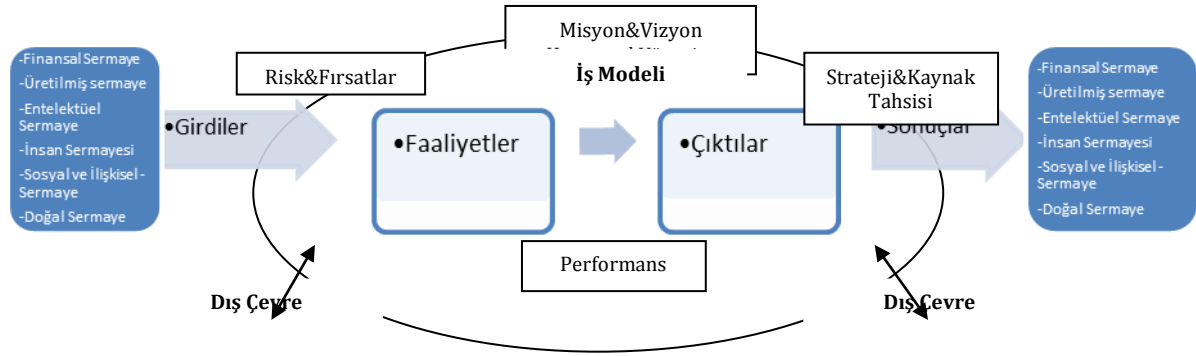 Misyon&Vizyon
İş Modeli
Risk&Fırsatlar
Strateji&Kaynak
Tahsisi
-Finansal Sermaye
-Üretilmiş sermaye
-Entelektüel
Sermaye
-İnsan Sermayesi
-Sosyal ve İlişkisel -
Sermaye
-Doğal Sermaye
•Girdiler
•Faaliyetler
•Çıktılar
•Sonuçlar
-Finansal Sermaye
-Üretilmiş sermaye
-Entelektüel Sermaye
-İnsan Sermayesi
-Sosyal ve İlişkisel -
Sermaye
-Doğal Sermaye
Performans
Dış Çevre
Dış Çevre